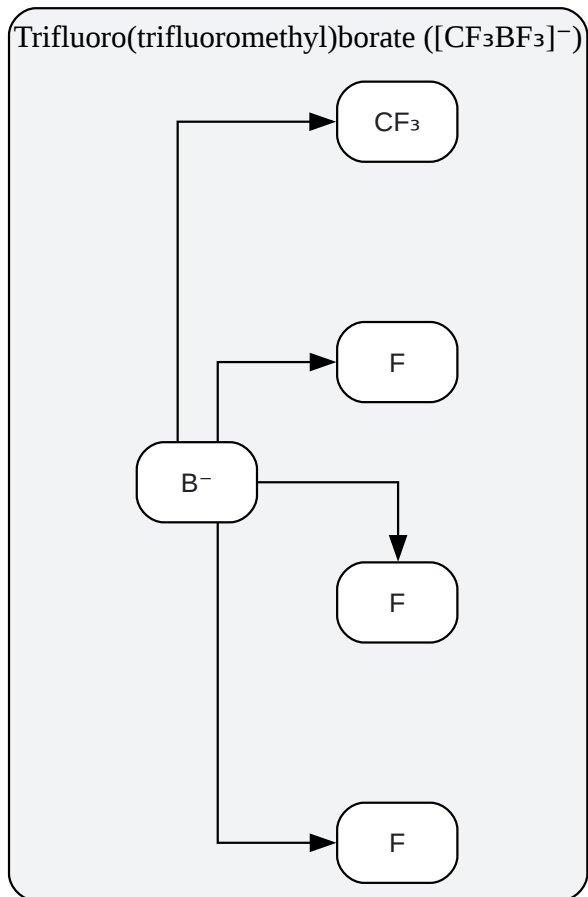 Trifluoro(trifluoromethyl)borate ([CF₃BF₃]⁻)
CF₃
F
B⁻
F
F